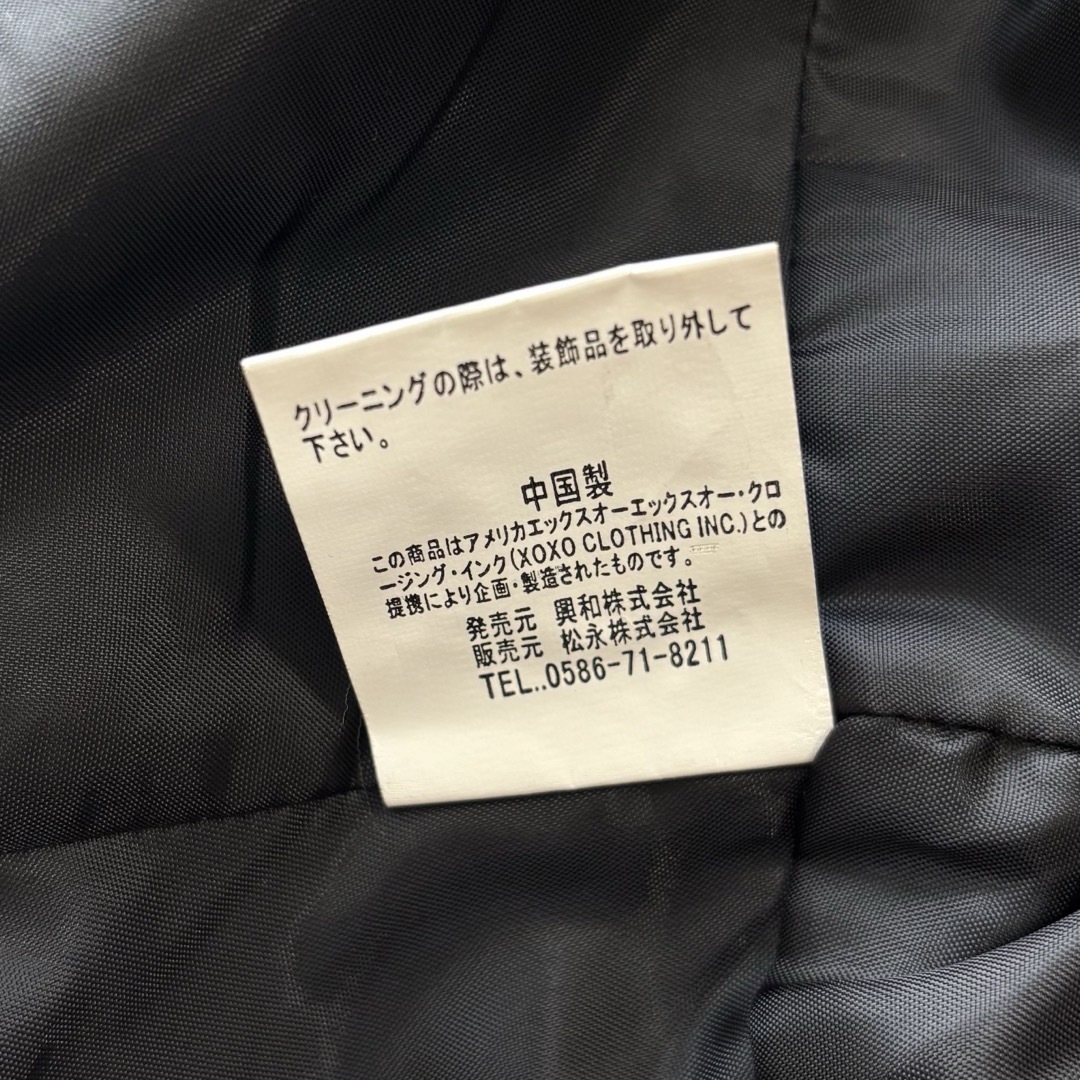 クリーニングの際は、装飾品を取り外して
下さい。
中国製
この商品はアメリカエックスオーエックスオー・クロ
ージング・インク(XOXO CLOTHING INC.)との
提携により企画・製造されたものです。
発売元 興和株式会社
販売元 松永株式会社
TEL..0586-71-8211